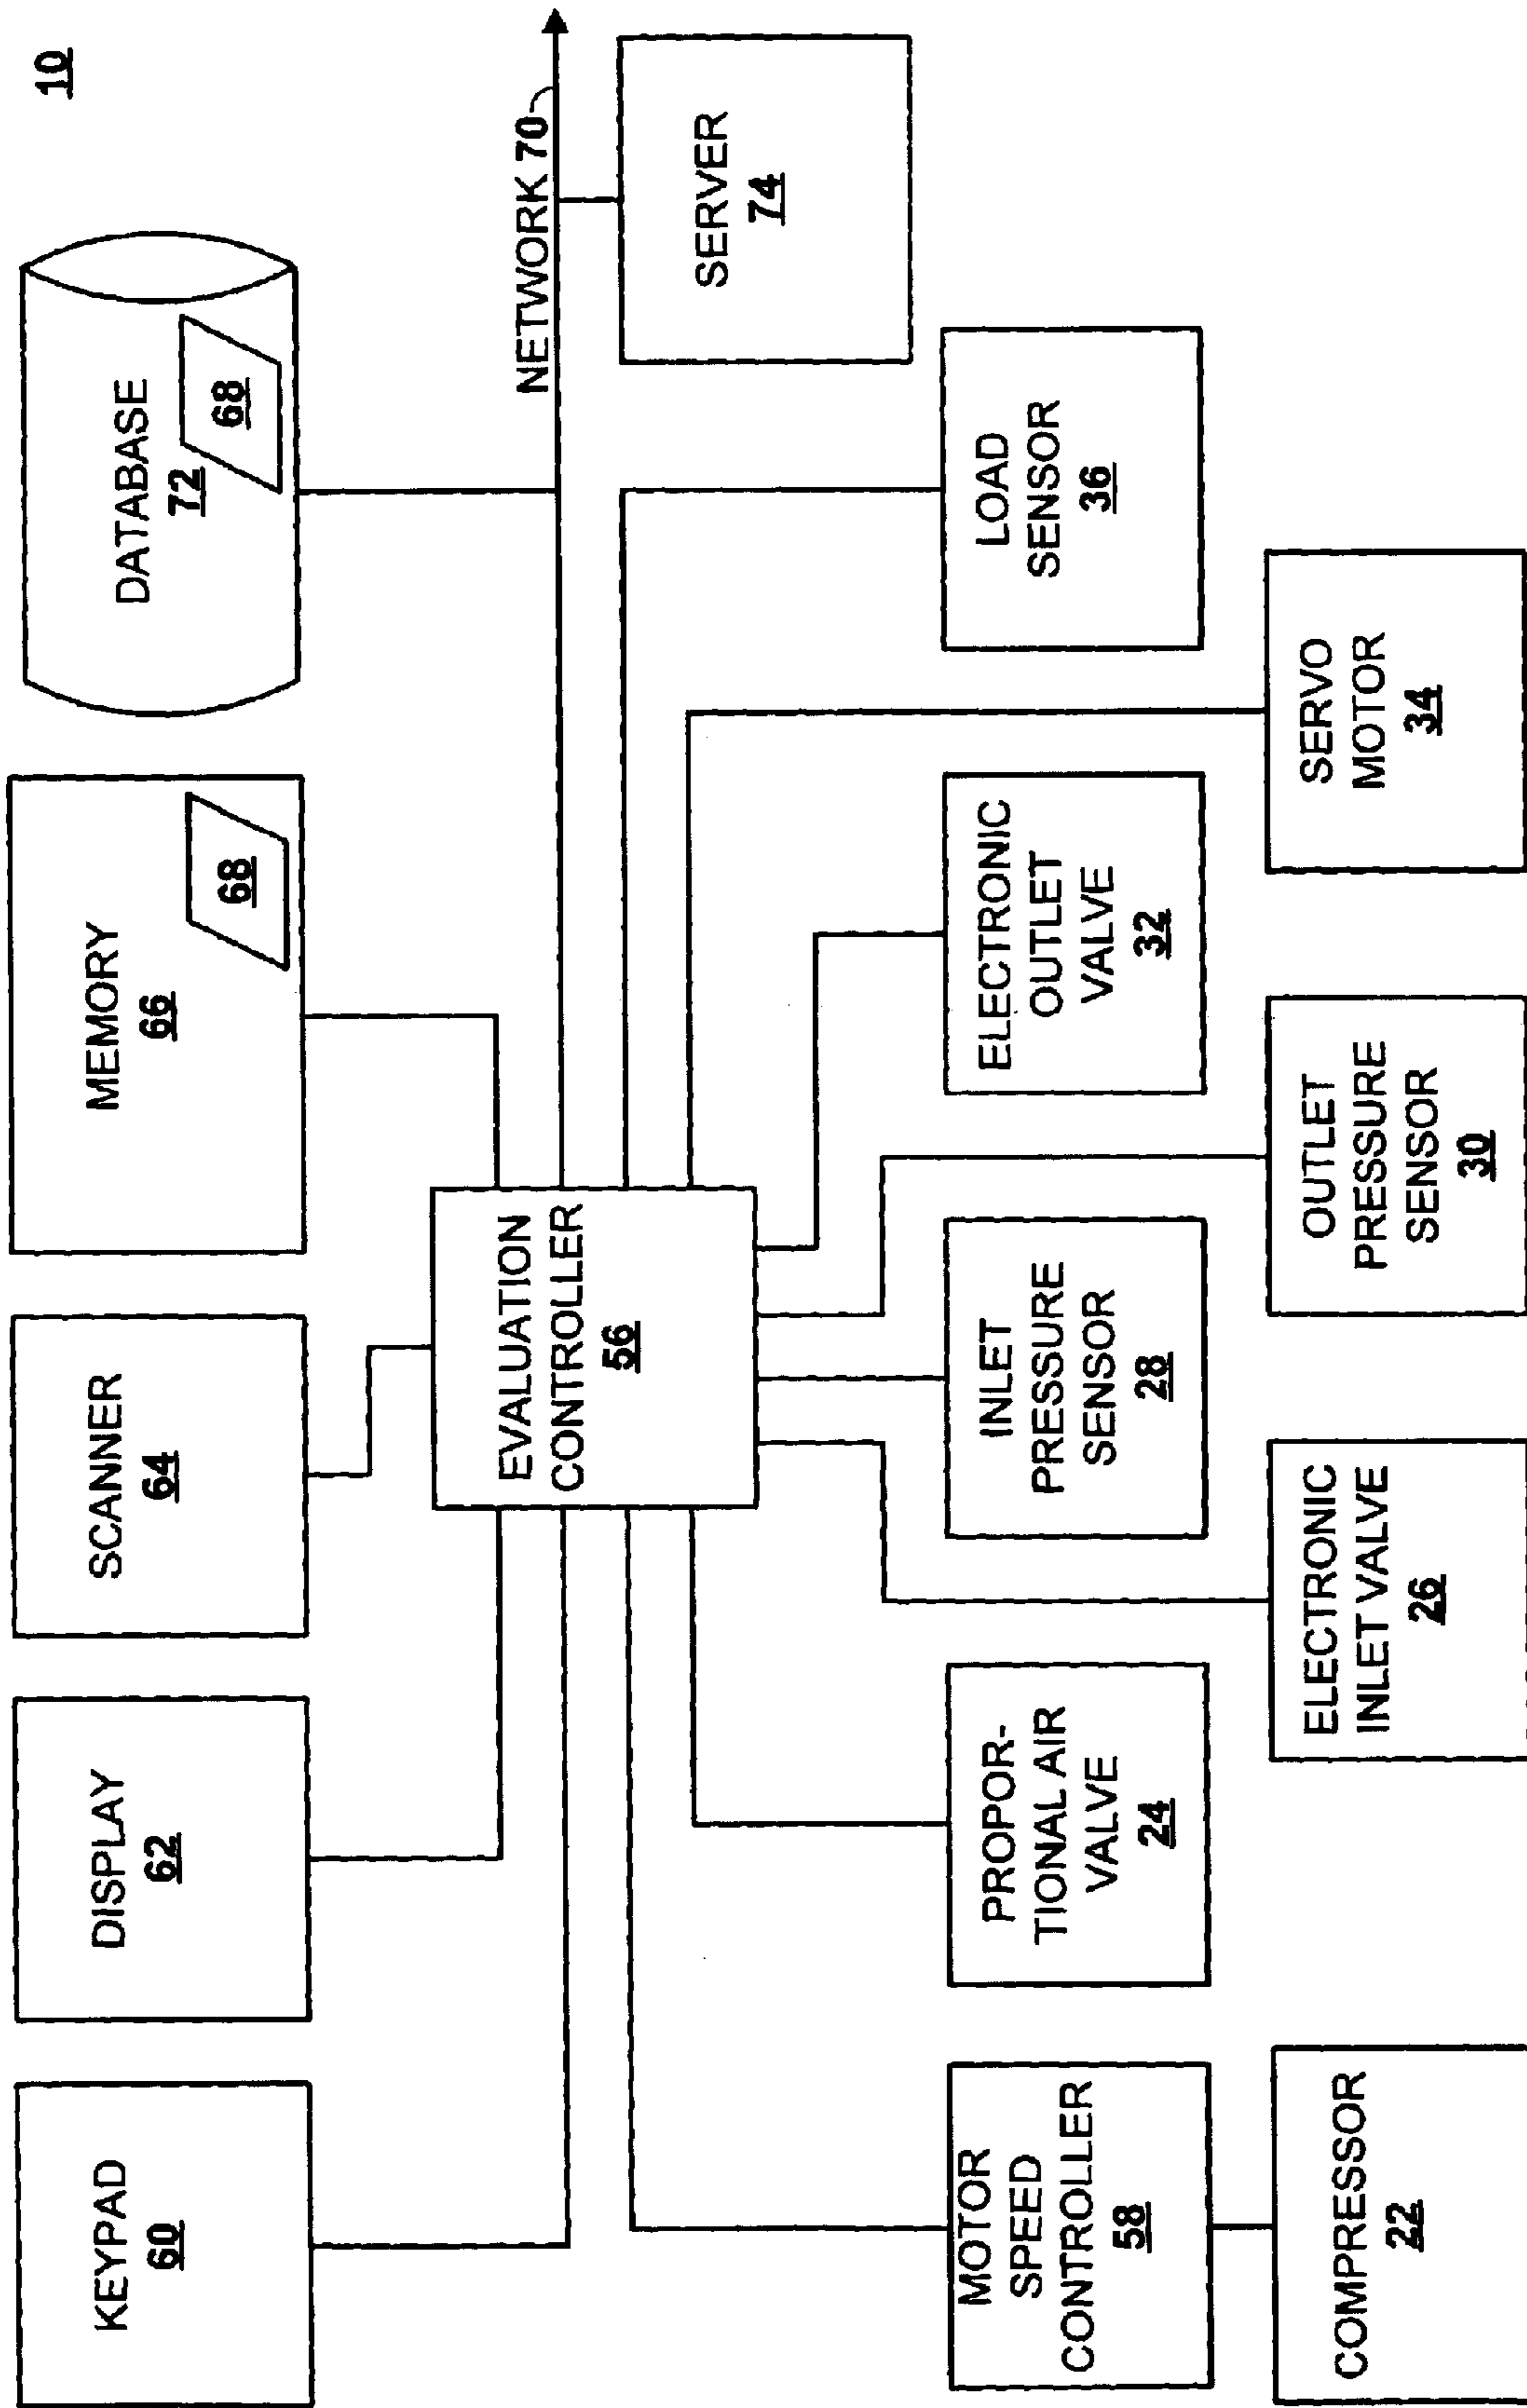 10
KEYPAD
60
DISPLAY
62
SCANNER
64
MEMORY
66
68
DATABASE
72
68
NETWORK 70
SERVER
74
EVALUATION
CONTROLLER
56
MOTOR
SPEED
CONTROLLER
58
PROPOR-
TIONAL AIR
VALVE
24
INLET
PRESSURE
SENSOR
28
ELECTRONIC
OUTLET
VALVE
32
LOAD
SENSOR
36
COMPRESSOR
22
ELECTRONIC
INLET VALVE
26
OUTLET
PRESSURE
SENSOR
30
SERVO
MOTOR
34